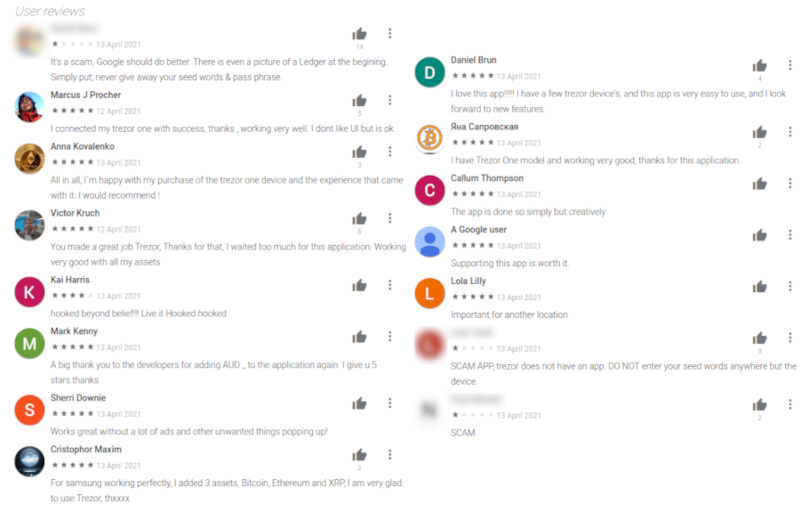 User reviews
13 April 2021
14
It's a scam. Google should do better. There is even a picture of a Ledger at the begining.
Simply put; never give away your seed words & pass phrase.
Marcus J Procher
12 April 2021
5
I connected my trezor one with success, thanks , working very well. I dont like UI but is ok.
Anna Kovalenko
13 April 2021
3
All in all, I`m happy with my purchase of the trezor one device and the experience that came
with it. I would recommend !
Victor Kruch
12 April 2021
6
You made a great job Trezor, Thanks for that, I waited too much for this application. Working
very good with all my assets
K
Kai Harris
13 April 2021
hooked beyond belief!!! Live it Hooked hooked
M
Mark Kenny
13 April 2021
A big thank you to the developers for adding AUD ,, to the application again. I give u 5
stars thanks
S
Sherri Downie
13 April 2021
Works great without a lot of ads and other unwanted things popping up!
Cristophor Maxim
13 April 2021
2
For samsung working perfectly, I added 3 assets, Bitcoin, Ethereum and XRP, I am very glad
to use Trezor, thxxxx
D
Daniel Brun
13 April 2021
4
I love this app!!!!! I have a few trezor device's, and this app is very easy to use, and I look
forward to new features.
Яна Сапровская
13 April 2021
2
I have Trezor One model and working very good, thanks for this application.
C
Callum Thompson
13 April 2021
The app is done so simply but creatively
A Google user
13 April 2021
Supporting this app is worth it.
L
Lola Lilly
13 April 2021
Important for another location
13 April 2021
9
SCAM APP, trezor does not have an app. DO NOT enter your seed words anywhere but the
device
N
13 April 2021
2
SCAM